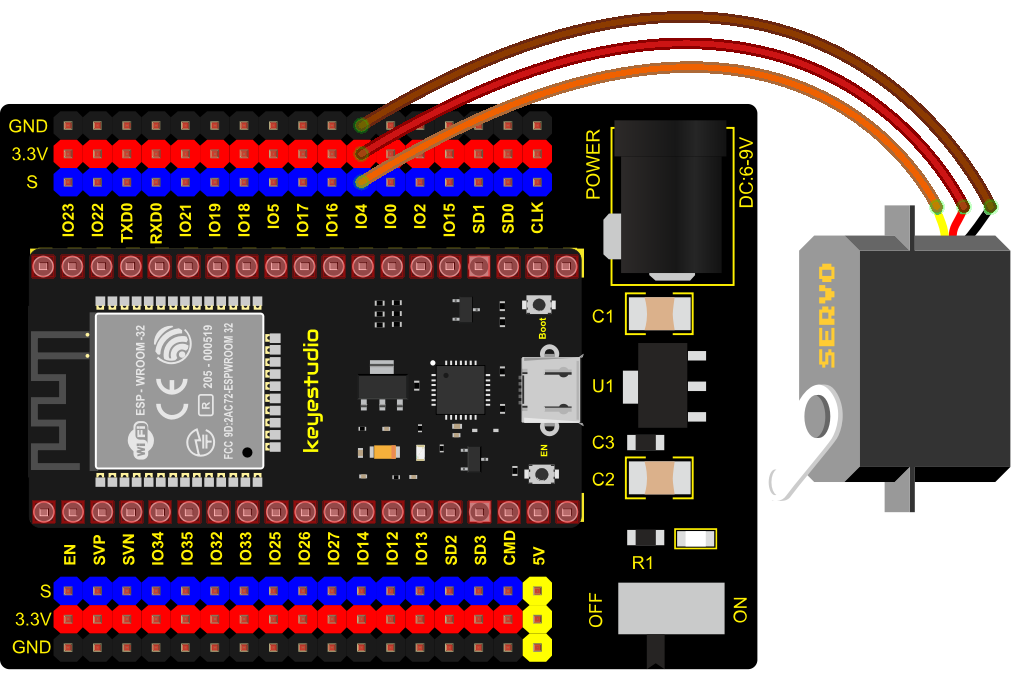 GND
3.3V
S
IO23 IO22 TXD0 RXD0 IO21 IO19 IO18 IO5 IO17 IO16 IO4 IO0 IO2 IO15 SD1 SD0 CLK
POWER
DC:6-9V
SERVO
C1
U1
C3
C2
R1
Boot
EN
keyestudio
ESP - WROOM-32
WiFi
CE
R
205 - 000519
FCC 9D:2AC72-ESPWROOM 32
EN SVP SVN IO34 IO35 IO32 IO33 IO25 IO26 IO27 IO14 IO12 IO13 SD2 SD3 CMD 5V
S
3.3V
GND
OFF
ON